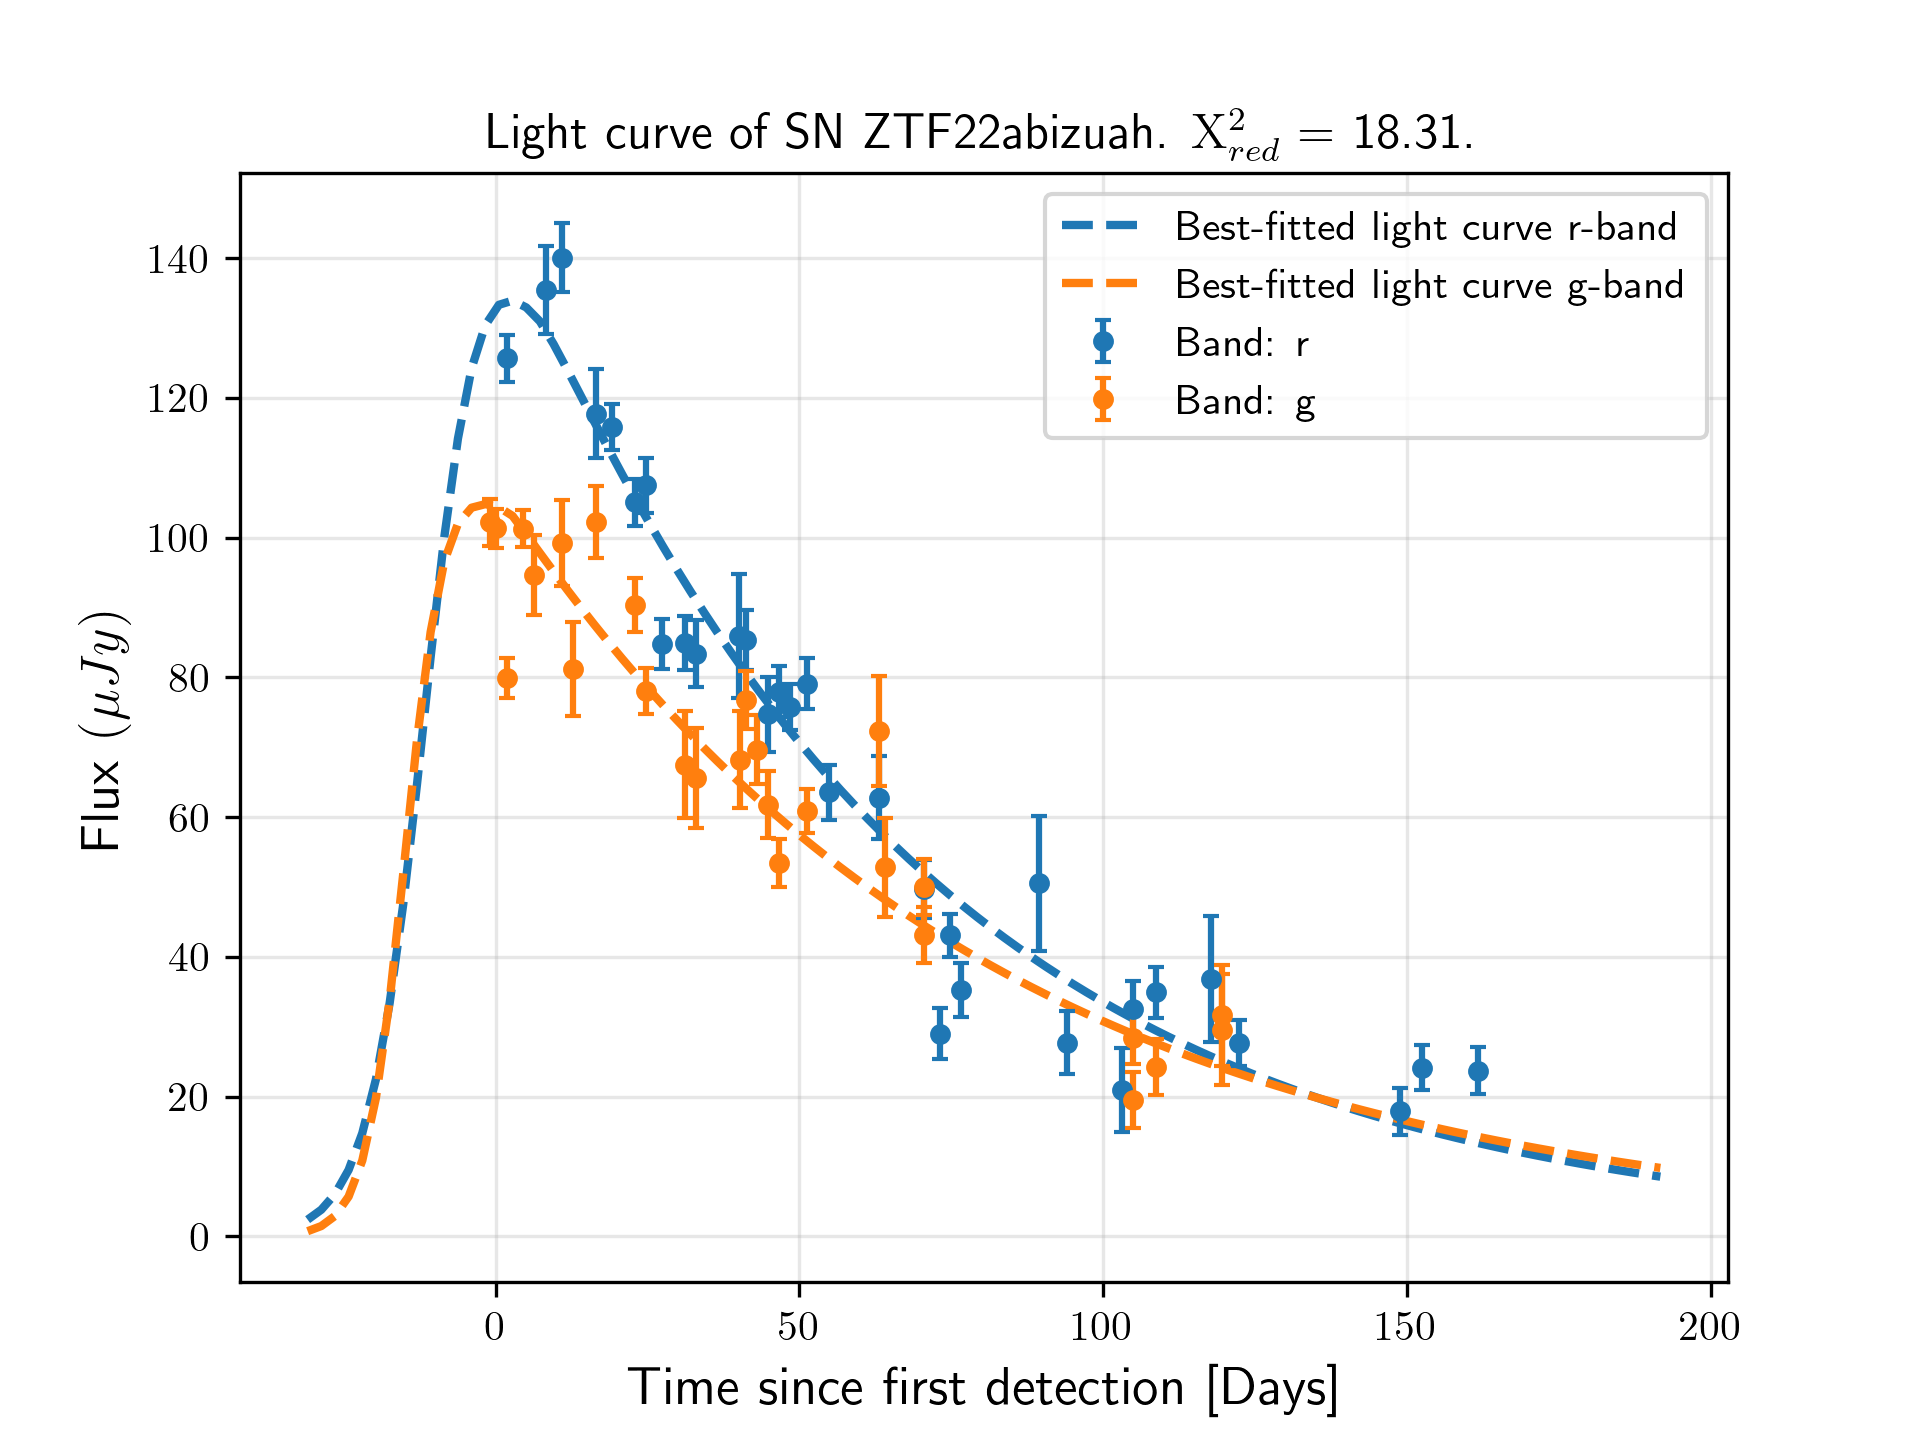 Light curve of SN ZTF22abizuah. X²_red = 18.31.
Best-fitted light curve r-band
Best-fitted light curve g-band
Band: r
Band: g
140
120
100
80
60
40
20
0
Flux (μJy)
0 50 100 150 200
Time since first detection [Days]